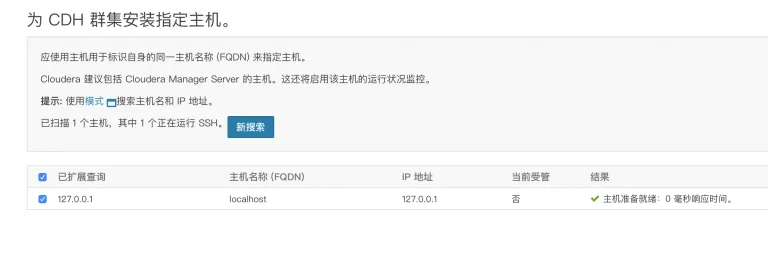 为 CDH 群集安装指定主机。
应使用主机用于标识自身的同一主机名称 (FQDN) 来指定主机。
Cloudera 建议包括 Cloudera Manager Server 的主机。这还将启用该主机的运行状况监控。
提示: 使用模式 搜索主机名和 IP 地址。
已扫描 1 个主机，其中 1 个正在运行 SSH。 新搜索
已扩展查询 主机名称 (FQDN) IP 地址 当前受管 结果
127.0.0.1 localhost 127.0.0.1 否 主机准备就绪：0 毫秒响应时间。